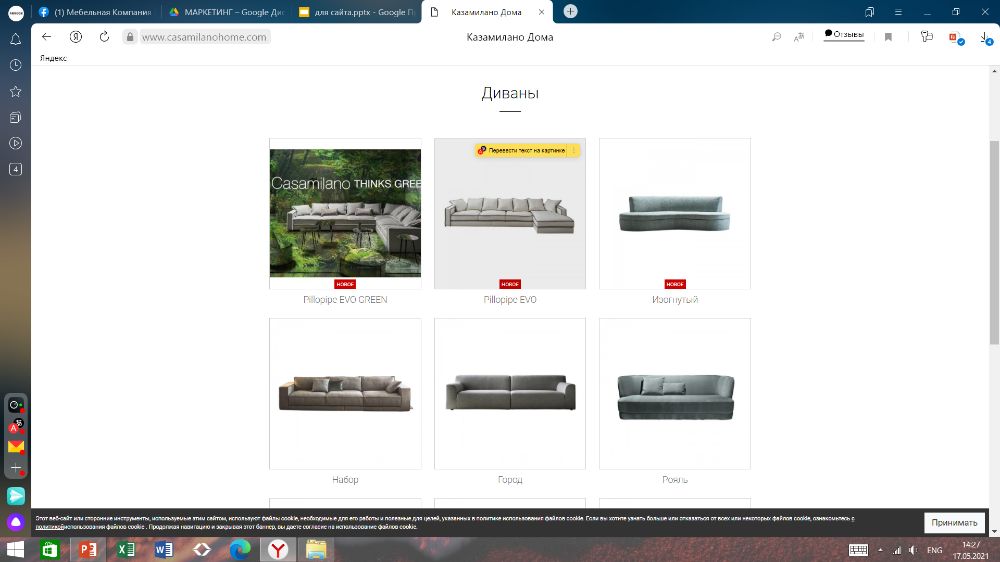 ANROOM
(1) Мебельная Компания
МАРКЕТИНГ – Google Дис
для сайта.pptx - Google П
Казамилано Дома
www.casamilanohome.com
Казамилано Дома
Отзывы
4
Яндекс
4
Диваны
Перевести текст на картинке
Casamilano THINKS GREE
НОВОЕ
НОВОЕ
НОВОЕ
Pillopipe EVO GREEN
Pillopipe EVO
Изогнутый
Набор
Город
Рояль
Этот веб-сайт или сторонние инструменты, используемые этим сайтом, используют файлы cookie, необходимые для его работы и полезные для целей, указанных в политике использования файлов cookie. Если вы хотите узнать больше или отказаться от всех или некоторых файлов cookie, ознакомьтесь с
политикойиспользования файлов cookie . Продолжая навигацию и закрывая этот баннер, вы даете согласие на использование файлов cookie.
Принимать
ENG
14:27
17.05.2021